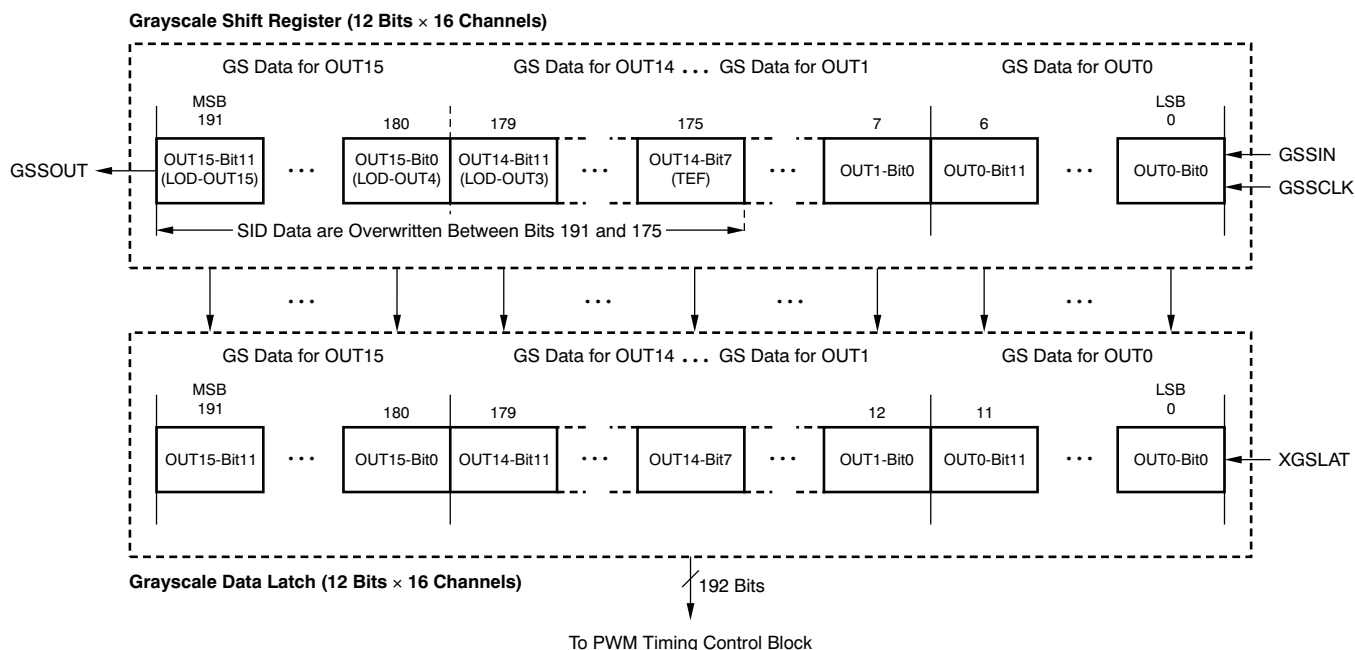 Grayscale Shift Register (12 Bits × 16 Channels)
GS Data for OUT15 GS Data for OUT14 ... GS Data for OUT1 GS Data for OUT0
MSB LSB
191 180 179 175 7 6 0
OUT15-Bit11 ... OUT15-Bit0 OUT14-Bit11 ... OUT14-Bit7 ... OUT1-Bit0 OUT0-Bit11 ... OUT0-Bit0
(LOD-OUT15) (LOD-OUT4) (LOD-OUT3) (TEF)
GSSOUT
GSSIN
GSSCLK
SID Data are Overwritten Between Bits 191 and 175
... ... ... ...
GS Data for OUT15 GS Data for OUT14 ... GS Data for OUT1 GS Data for OUT0
MSB LSB
191 180 179 12 11 0
OUT15-Bit11 ... OUT15-Bit0 OUT14-Bit11 ... OUT14-Bit7 ... OUT1-Bit0 OUT0-Bit11 ... OUT0-Bit0
XGSLAT
Grayscale Data Latch (12 Bits × 16 Channels)
192 Bits
To PWM Timing Control Block